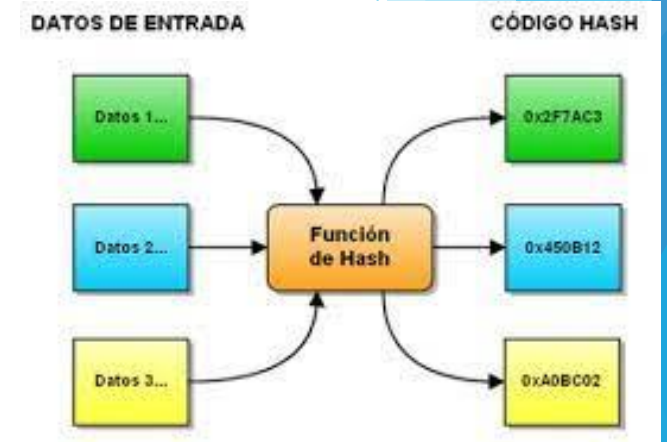 DATOS DE ENTRADA
CÓDIGO HASH
Datos 1...
0x2F7AC3
Datos 2...
Función
de Hash
0x450B12
Datos 3...
0xA0BC02